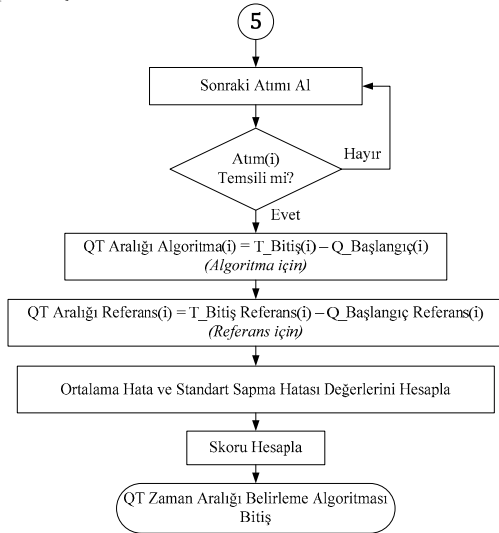 5
Sonraki Atımı Al
Atım(i)
Temsili mi?
Hayır
Evet
QT Aralığı Algoritma(i) = T_Bitiş(i) – Q_Başlangıç(i)
(Algoritma için)
QT Aralığı Referans(i) = T_Bitiş Referans(i) – Q_Başlangıç Referans(i)
(Referans için)
Ortalama Hata ve Standart Sapma Hatası Değerlerini Hesapla
Skoru Hesapla
QT Zaman Aralığı Belirleme Algoritması
Bitiş